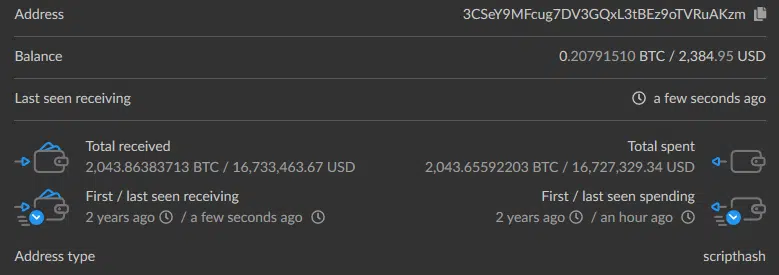 Address 3CSeY9MFcug7DV3GQxL3tBEz9oTVRuAKzm
Balance 0.20791510 BTC / 2,384.95 USD
Last seen receiving a few seconds ago
Total received Total spent
2,043.86383713 BTC / 16,733,463.67 USD 2,043.65592203 BTC / 16,727,329.34 USD
First / last seen receiving First / last seen spending
2 years ago / a few seconds ago 2 years ago / an hour ago
Address type scripthash